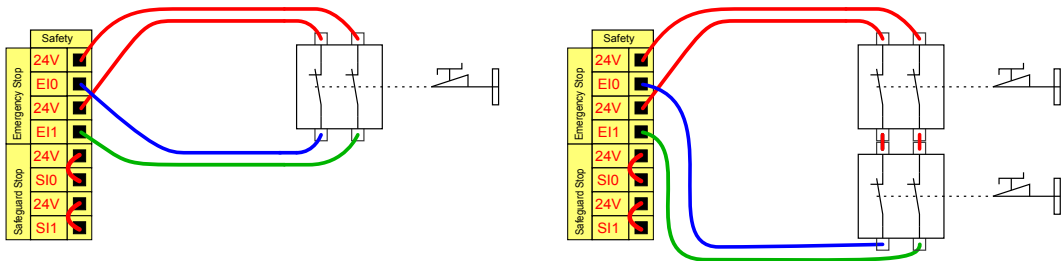 Safety
Emergency Stop
24V
EI0
24V
EI1
Safeguard Stop
24V
SI0
24V
SI1
Safety
Emergency Stop
24V
EI0
24V
EI1
Safeguard Stop
24V
SI0
24V
SI1